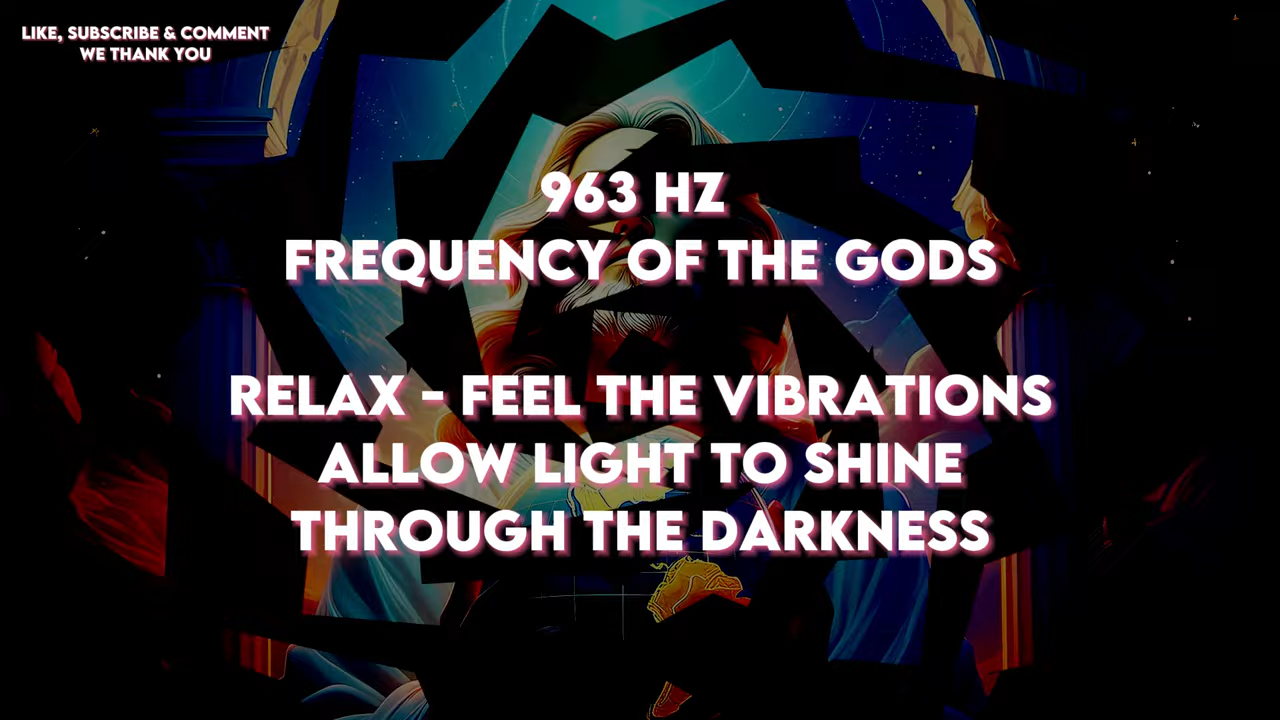 LIKE, SUBSCRIBE & COMMENT
WE THANK YOU
963 HZ
FREQUENCY OF THE GODS
RELAX - FEEL THE VIBRATIONS
ALLOW LIGHT TO SHINE
THROUGH THE DARKNESS